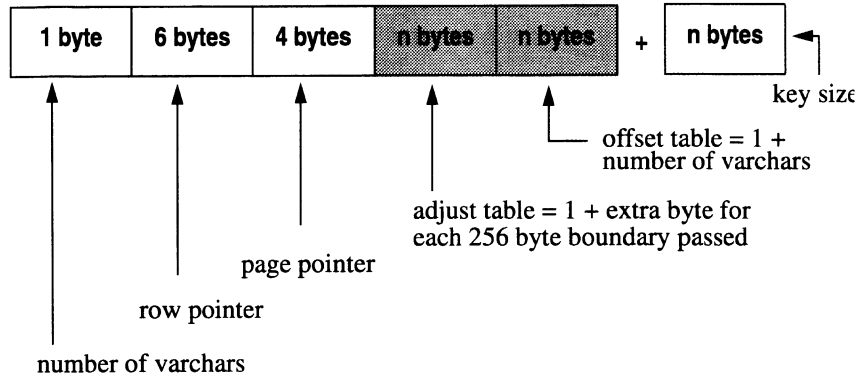 1 byte 6 bytes 4 bytes n bytes n bytes + n bytes
key size
offset table = 1 +
number of varchars
adjust table = 1 + extra byte for
each 256 byte boundary passed
page pointer
row pointer
number of varchars